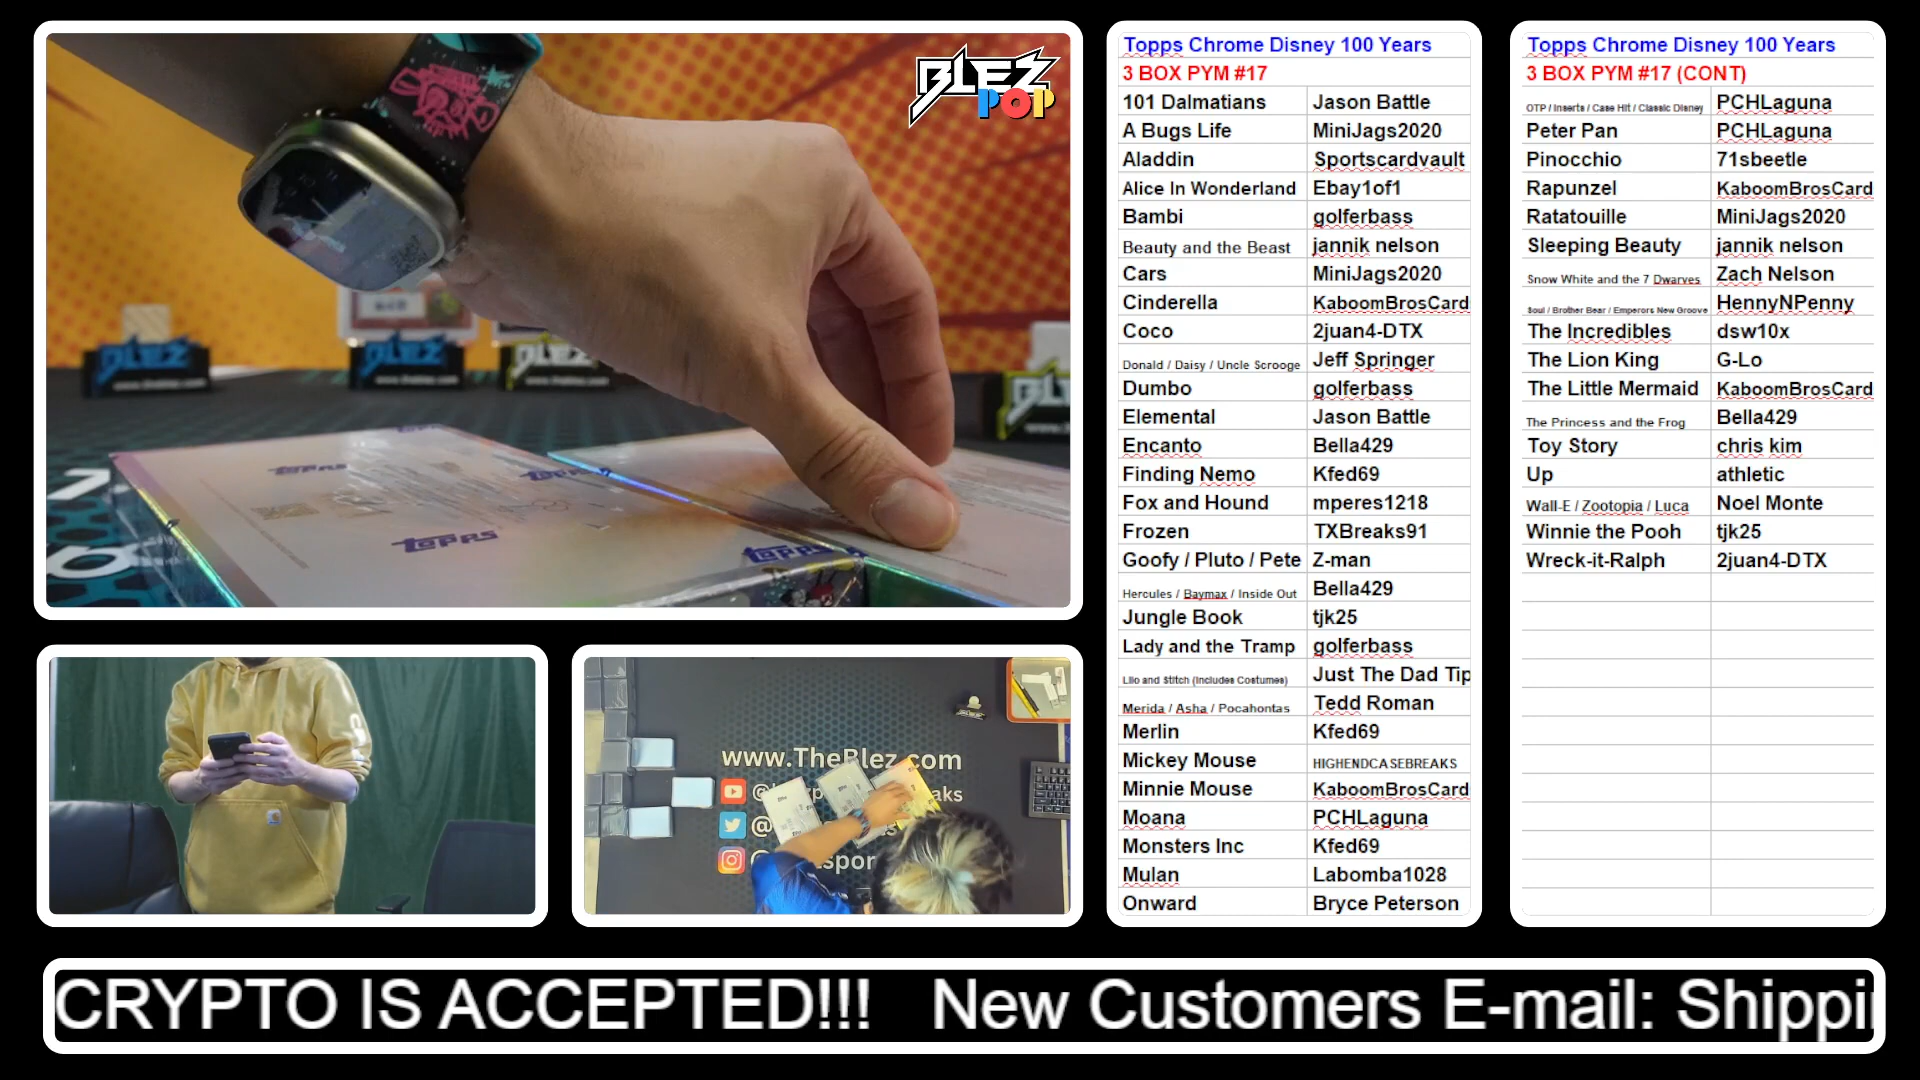 BLEZ
POP
BLEZ
www.theblez.com
BLEZ
BLEZ
topps
topps
topps
topps
www.TheBlez.com
Topps Chrome Disney 100 Years
3 BOX PYM #17
101 Dalmatians Jason Battle
A Bugs Life MiniJags2020
Aladdin Sportscardvault
Alice In Wonderland Ebay1of1
Bambi golferbass
Beauty and the Beast jannik nelson
Cars MiniJags2020
Cinderella KaboomBrosCard
Coco 2juan4-DTX
Donald / Daisy / Uncle Scrooge Jeff Springer
Dumbo golferbass
Elemental Jason Battle
Encanto Bella429
Finding Nemo Kfed69
Fox and Hound mperes1218
Frozen TXBreaks91
Goofy / Pluto / Pete Z-man
Hercules / Baymax / Inside Out Bella429
Jungle Book tjk25
Lady and the Tramp golferbass
Lilo and Stitch (Includes Costumes) Just The Dad Tip
Merida / Asha / Pocahontas Tedd Roman
Merlin Kfed69
Mickey Mouse HIGHENDCASEBREAKS
Minnie Mouse KaboomBrosCard
Moana PCHLaguna
Monsters Inc Kfed69
Mulan Labomba1028
Onward Bryce Peterson
Topps Chrome Disney 100 Years
3 BOX PYM #17 (CONT)
OTP / Inserts / Case Hit / Classic Disney PCHLaguna
Peter Pan PCHLaguna
Pinocchio 71sbeetle
Rapunzel KaboomBrosCard
Ratatouille MiniJags2020
Sleeping Beauty jannik nelson
Snow White and the 7 Dwarves Zach Nelson
Soul / Brother Bear / Emperors New Groove HennyNPenny
The Incredibles dsw10x
The Lion King G-Lo
The Little Mermaid KaboomBrosCard
The Princess and the Frog Bella429
Toy Story chris kim
Up athletic
Wall-E / Zootopia / Luca Noel Monte
Winnie the Pooh tjk25
Wreck-it-Ralph 2juan4-DTX
CRYPTO IS ACCEPTED!!! New Customers E-mail: Shippi